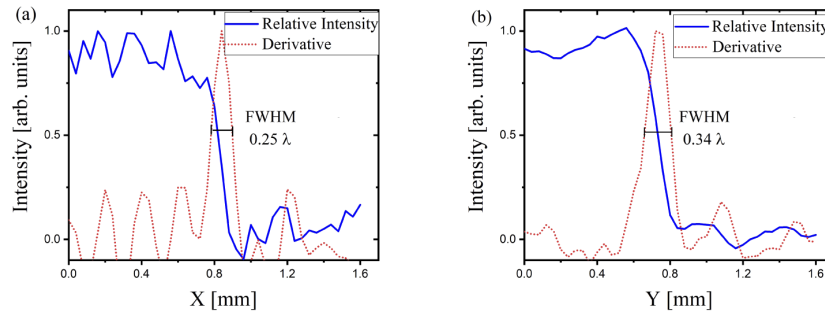 (a)
Relative Intensity
Derivative
FWHM
0.25 λ
Intensity [arb. units]
1.0
0.5
0.0
0.0 0.4 0.8 1.2 1.6
X [mm]
(b)
Relative Intensity
Derivative
FWHM
0.34 λ
Intensity [arb. units]
1.0
0.5
0.0
0.0 0.4 0.8 1.2 1.6
Y [mm]